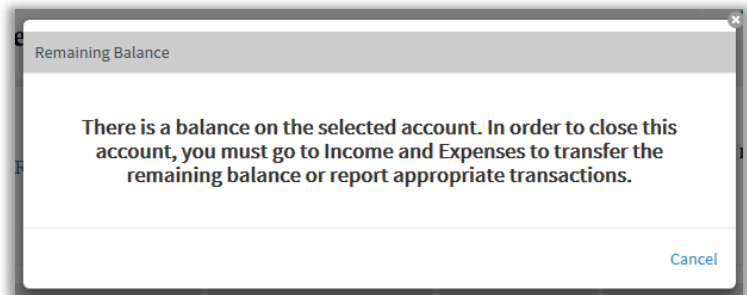 Remaining Balance
There is a balance on the selected account. In order to close this
account, you must go to Income and Expenses to transfer the
remaining balance or report appropriate transactions.
Cancel